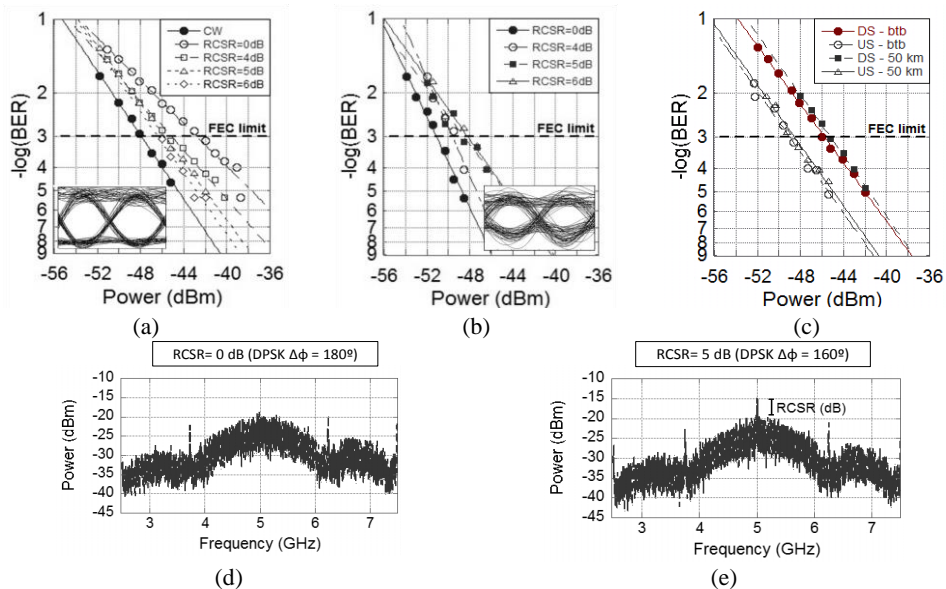 -log(BER)
1
2
3
4
5
6
7
8
9
CW
RCSR=0dB
RCSR=4dB
RCSR=5dB
RCSR=6dB
FEC limit
-56 -52 -48 -44 -40 -36
Power (dBm)
(a)
-log(BER)
1
2
3
4
5
6
7
8
9
RCSR=0dB
RCSR=4dB
RCSR=5dB
RCSR=6dB
FEC limit
-56 -52 -48 -44 -40 -36
Power (dBm)
(b)
-log(BER)
1
2
3
4
5
6
7
8
9
DS - btb
US - btb
DS - 50 km
US - 50 km
FEC limit
-56 -52 -48 -44 -40 -36
Power (dBm)
(c)
RCSR= 0 dB (DPSK Δϕ = 180º)
Power (dBm)
-10
-15
-20
-25
-30
-35
-40
-45
3 4 5 6 7
Frequency (GHz)
(d)
RCSR= 5 dB (DPSK Δϕ = 160º)
Power (dBm)
-10
-15
-20
-25
-30
-35
-40
-45
RCSR (dB)
3 4 5 6 7
Frequency (GHz)
(e)